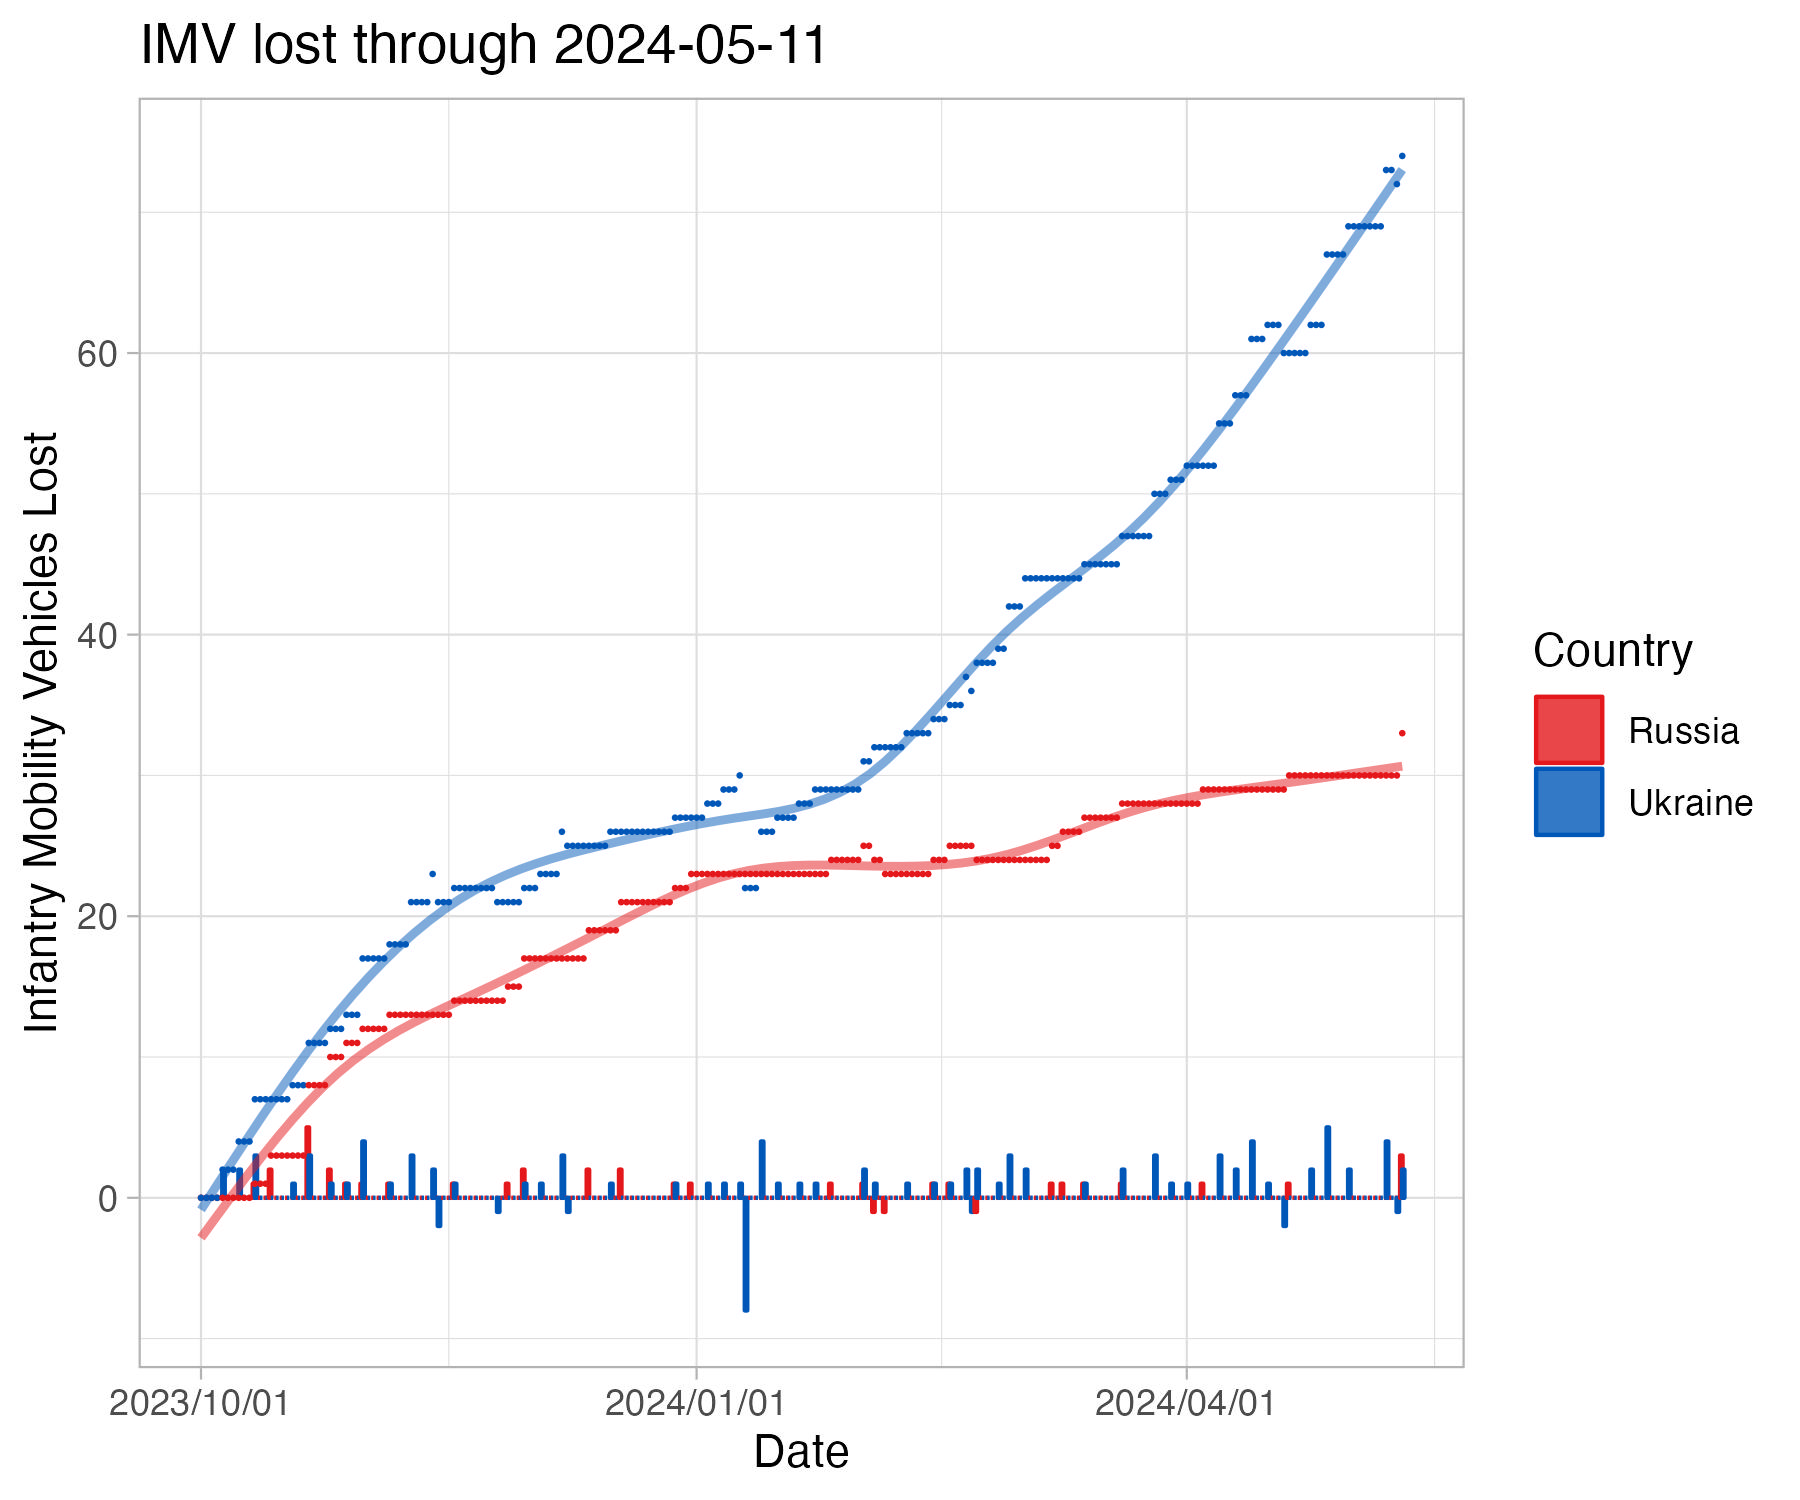 IMV lost through 2024-05-11
Infantry Mobility Vehicles Lost
60
40
20
0
2023/10/01
2024/01/01
2024/04/01
Date
Country
Russia
Ukraine